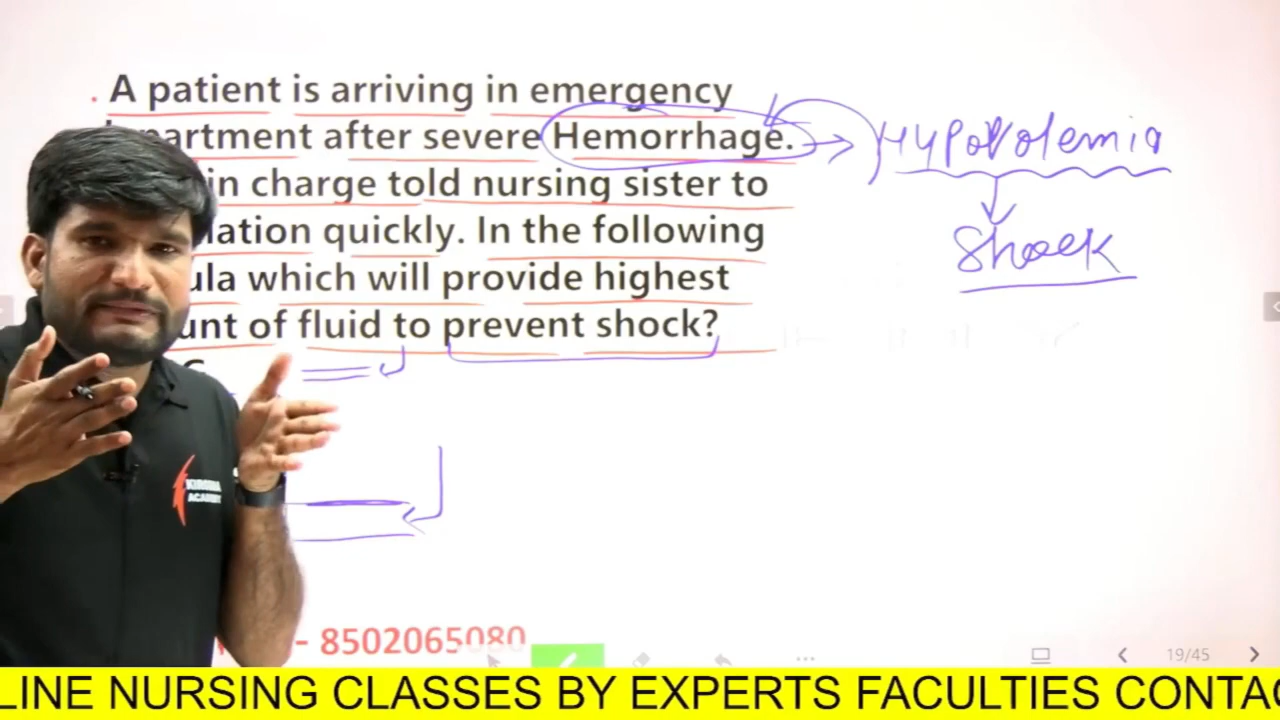 . A patient is arriving in emergency
partment after severe Hemorrhage.
in charge told nursing sister to
lation quickly. In the following
ula which will provide highest
unt of fluid to prevent shock?
Hypovolemia
Shock
ACADEMY
- 8502065080
19/45
LINE NURSING CLASSES BY EXPERTS FACULTIES CONTAC